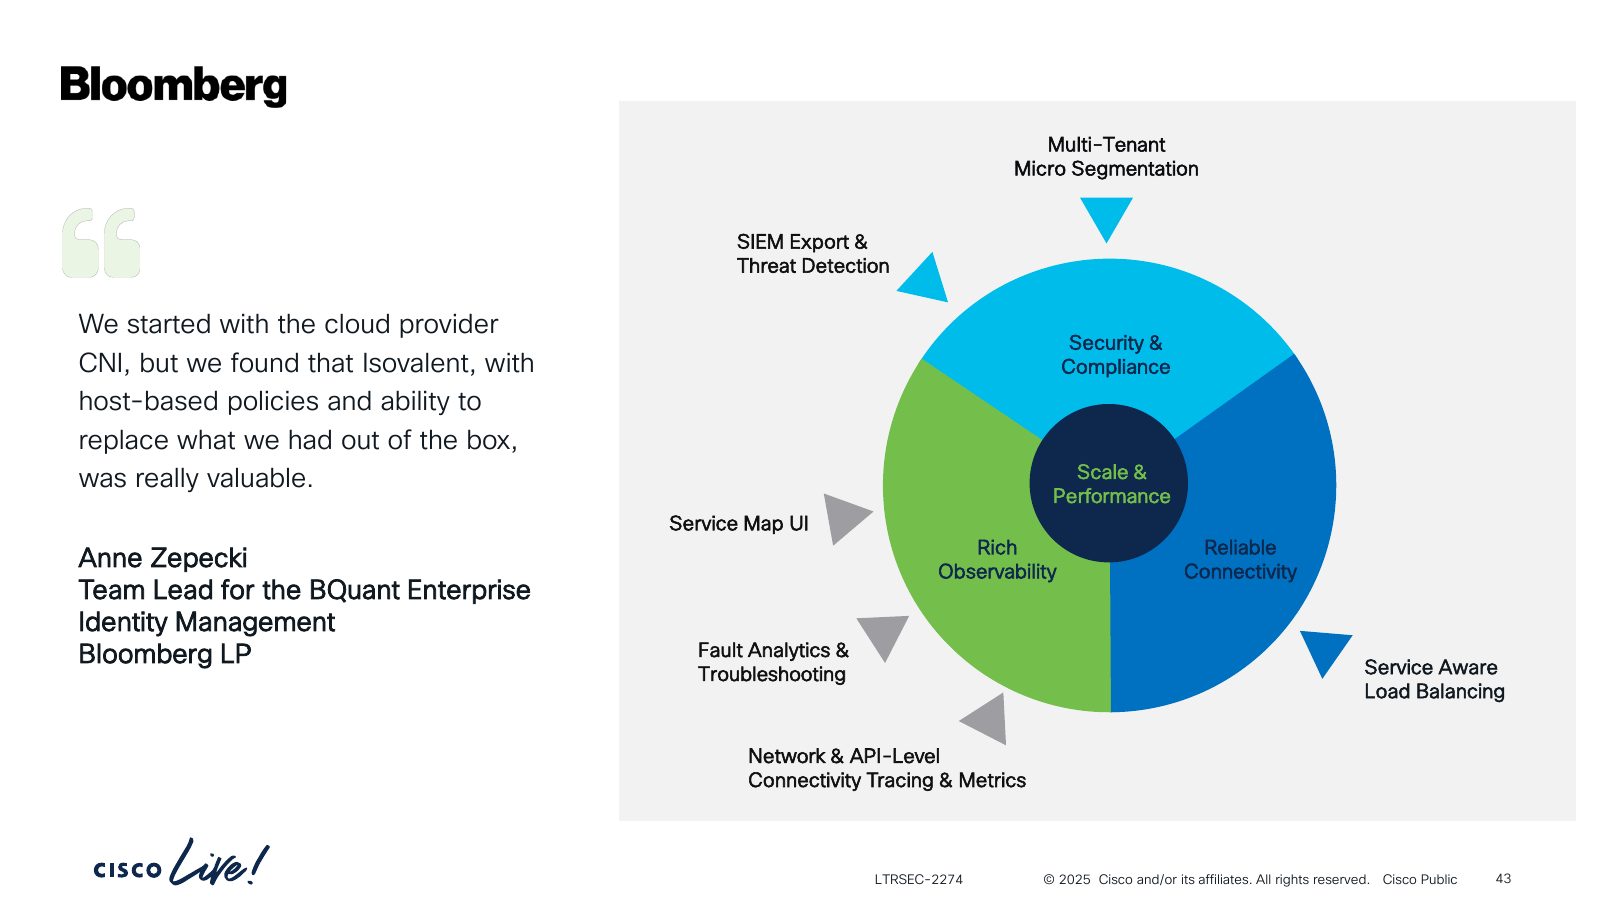 Bloomberg
We started with the cloud provider
CNI, but we found that Isovalent, with
host-based policies and ability to
replace what we had out of the box,
was really valuable.
Anne Zepecki
Team Lead for the BQuant Enterprise
Identity Management
Bloomberg LP
Multi-Tenant
Micro Segmentation
SIEM Export &
Threat Detection
Security &
Compliance
Scale &
Performance
Service Map UI
Rich
Observability
Reliable
Connectivity
Fault Analytics &
Troubleshooting
Service Aware
Load Balancing
Network & API-Level
Connectivity Tracing & Metrics
CISCO Live!
LTRSEC-2274
© 2025 Cisco and/or its affiliates. All rights reserved. Cisco Public
43